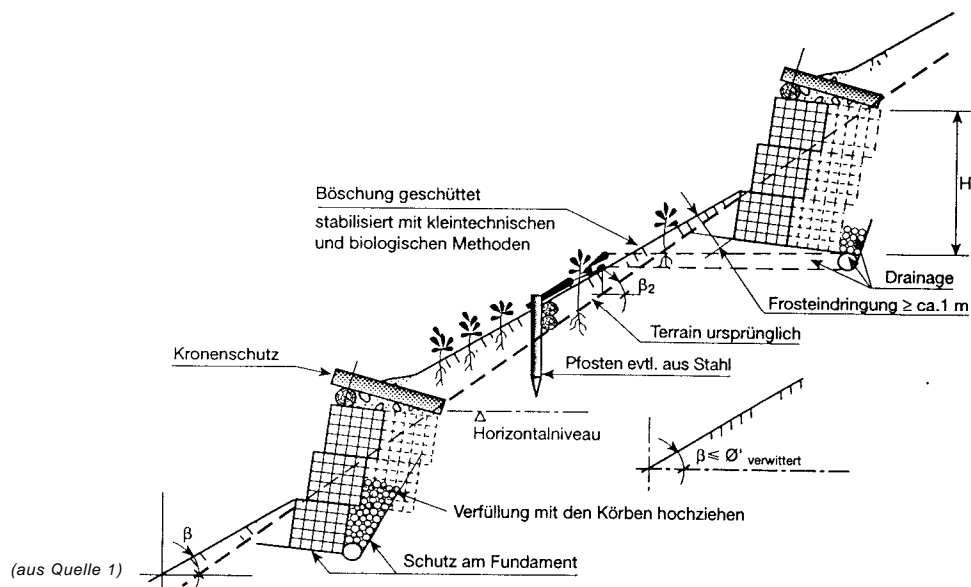 H
Böschung geschüttet
stabilisiert mit kleintechnischen
und biologischen Methoden
β₂
Drainage
Frosteindringung ≥ ca.1 m
Terrain ursprünglich
Kronenschutz
Pfosten evtl. aus Stahl
Horizontalniveau
β ≤ Ø' verwittert
Verfüllung mit den Körben hochziehen
β
Schutz am Fundament
(aus Quelle 1)